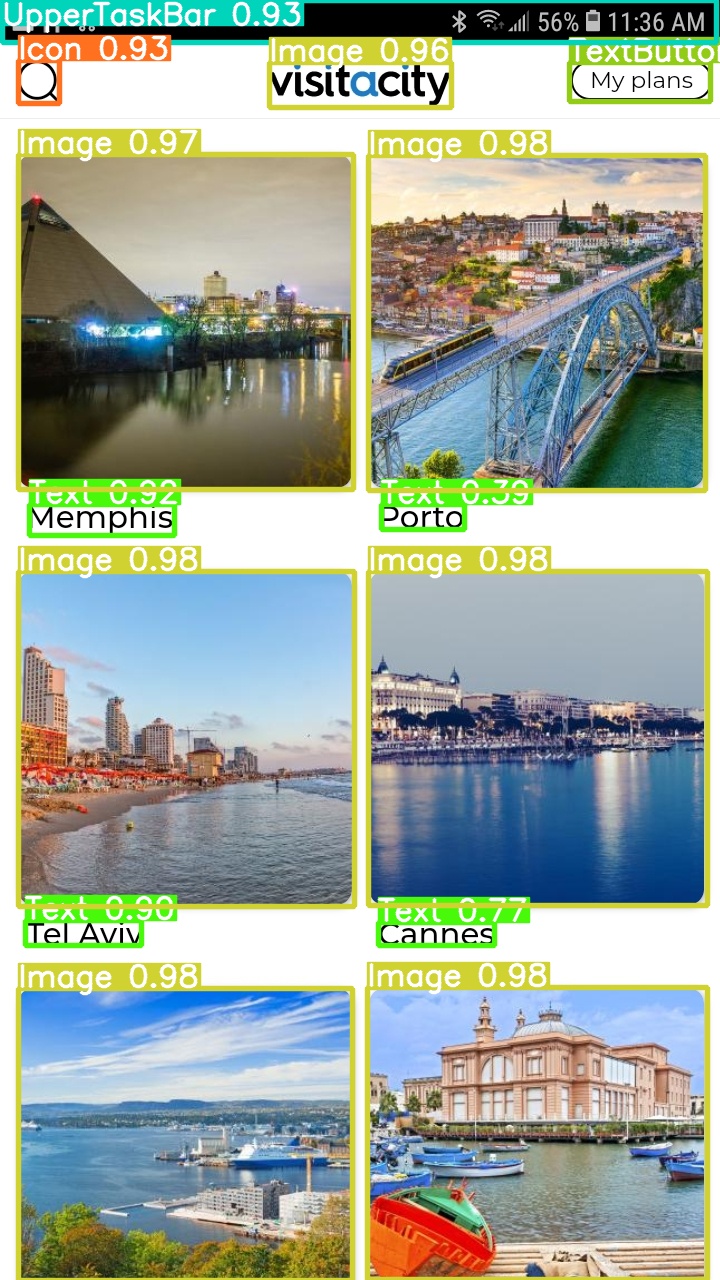 UpperTaskBar 0.93
56% 11:36 AM
Icon 0.93
Image 0.96
TextButto
visitacity
My plans
Image 0.97
Image 0.98
Text 0.92
Text 0.39
Memphis
Porto
Image 0.98
Image 0.98
Text 0.90
Text 0.77
Tel Aviv
Cannes
Image 0.98
Image 0.98